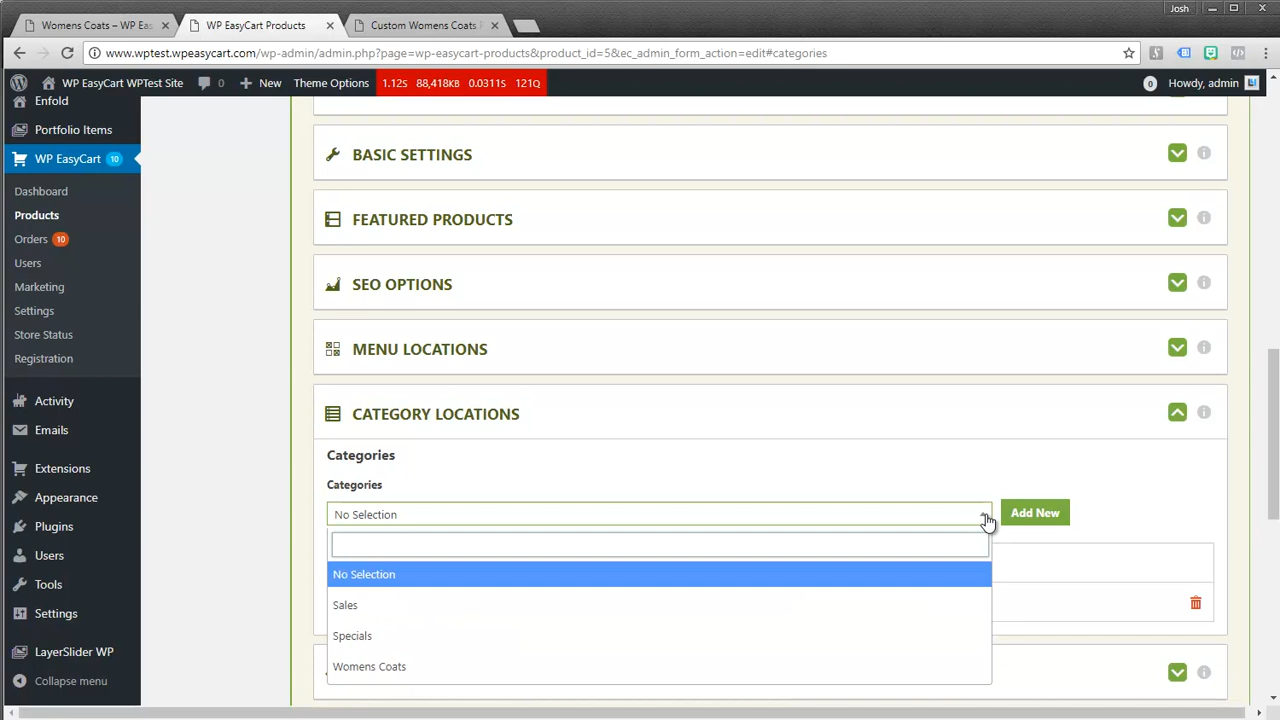 Josh
Womens Coats – WP Eas
WP EasyCart Products
Custom Womens Coats P
www.wptest.wpeasycart.com/wp-admin/admin.php?page=wp-easycart-products&product_id=5&ec_admin_form_action=edit#categories
WP EasyCart WPTest Site
0
New
Theme Options
1.12S 88,418KB 0.0311S 121Q
0
Howdy, admin
Enfold
Portfolio Items
WP EasyCart 10
Dashboard
Products
Orders 10
Users
Marketing
Settings
Store Status
Registration
Activity
Emails
Extensions
Appearance
Plugins
Users
Tools
Settings
LayerSlider WP
Collapse menu
BASIC SETTINGS
FEATURED PRODUCTS
SEO OPTIONS
MENU LOCATIONS
CATEGORY LOCATIONS
Categories
Categories
No Selection
Add New
No Selection
Sales
Specials
Womens Coats